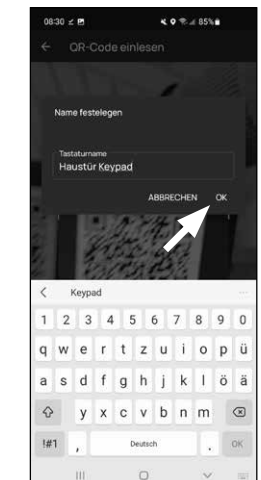 08:30
85%
QR-Code einlesen
Name festelegen
Tastaturname
Haustür Keypad
ABBRECHEN OK
Keypad
1 2 3 4 5 6 7 8 9 0
q w e r t z u i o p ü
a s d f g h j k l ö ä
y x c v b n m
!#1 , Deutsch . OK